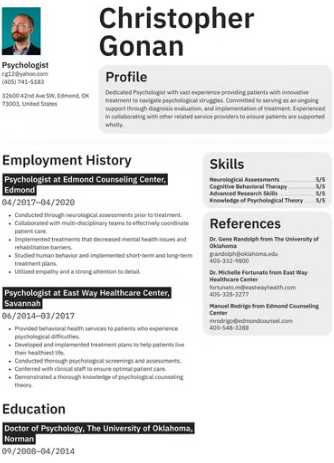 Christopher
Gonan
Psychologist
cg12@yahoo.com
(405) 741-5183
32600 42nd Ave SW, Edmond, OK
73003, United States
Profile
Dedicated Psychologist with vast experience providing patients with innovative
treatment to navigate psychological struggles. Committed to serving as an ongoing
support through diagnosis, evaluation, and implementation of treatment. Experienced
in collaborating with other related service providers to ensure patients are supported
wholly.
Employment History
Psychologist at Edmond Counseling Center,
Edmond
04/2017–04/2020
• Conducted through neurological assessments prior to treatment.
• Collaborated with multi-disciplinary teams to effectively coordinate
patient care.
• Implemented treatments that decreased mental health issues and
rehabilitation barriers.
• Studied human behavior and implemented short-term and long-term
treatment plans.
• Utilized empathy and a strong attention to detail.
Psychologist at East Way Healthcare Center,
Savannah
06/2014–03/2017
• Provided behavioral health services to patients who experience
psychological difficulties.
• Developed and implemented treatment plans to help patients live
their healthiest life.
• Conducted thorough psychological screenings and assessments.
• Conferred with clinical staff to ensure optimal patient care.
• Demonstrated a thorough knowledge of psychological counseling
theory.
Education
Doctor of Psychology, The University of Oklahoma,
Norman
09/2008–04/2014
Skills
Neurological Assessments 5/5
Cognitive Behavioral Therapy 5/5
Advanced Research Skills 5/5
Knowledge of Psychological Theory 5/5
References
Dr. Gene Randolph from The University of
Oklahoma
grandolph@oklahoma.edu
405-332-9800
Dr. Michelle Fortunato from East Way
Healthcare Center
fortunato.m@eastwayhealth.com
405-328-3277
Manuel Rodrigo from Edmond Counseling
Center
mrodrigo@edmondcounsel.com
405-548-3288